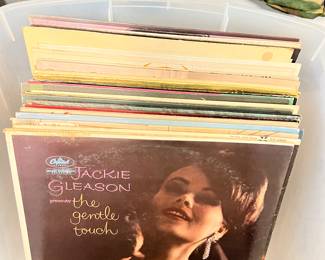 Capitol
JACKIE
GLEASON
presents
the
gentle
touch